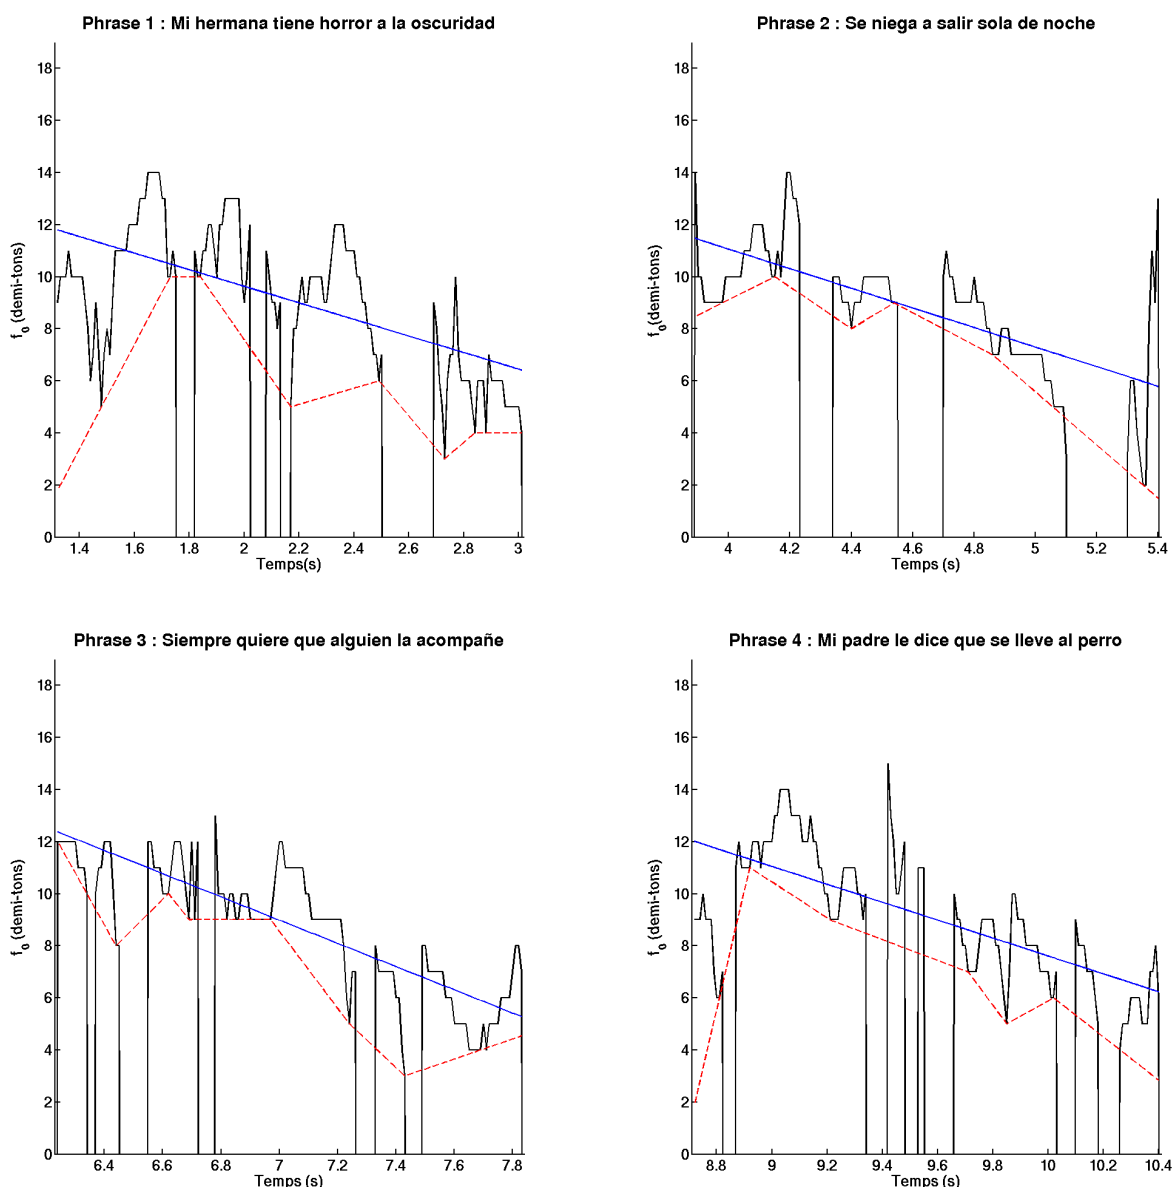 Phrase 1 : Mi hermana tiene horror a la oscuridad
18
16
14
12
10
8
6
4
2
0
f0 (demi-tons)
1.4 1.6 1.8 2 2.2 2.4 2.6 2.8 3
Temps(s)
Phrase 2 : Se niega a salir sola de noche
18
16
14
12
10
8
6
4
2
0
f0(demi-tons)
4 4.2 4.4 4.6 4.8 5 5.2 5.4
Temps (s)
Phrase 3 : Siempre quiere que alguien la acompañe
18
16
14
12
10
8
6
4
2
0
f0 (demi-tons)
6.4 6.6 6.8 7 7.2 7.4 7.6 7.8
Temps (s)
Phrase 4 : Mi padre le dice que se lleve al perro
18
16
14
12
10
8
6
4
2
0
f0 (demi-tons)
8.8 9 9.2 9.4 9.6 9.8 10 10.2 10.4
Temps (s)